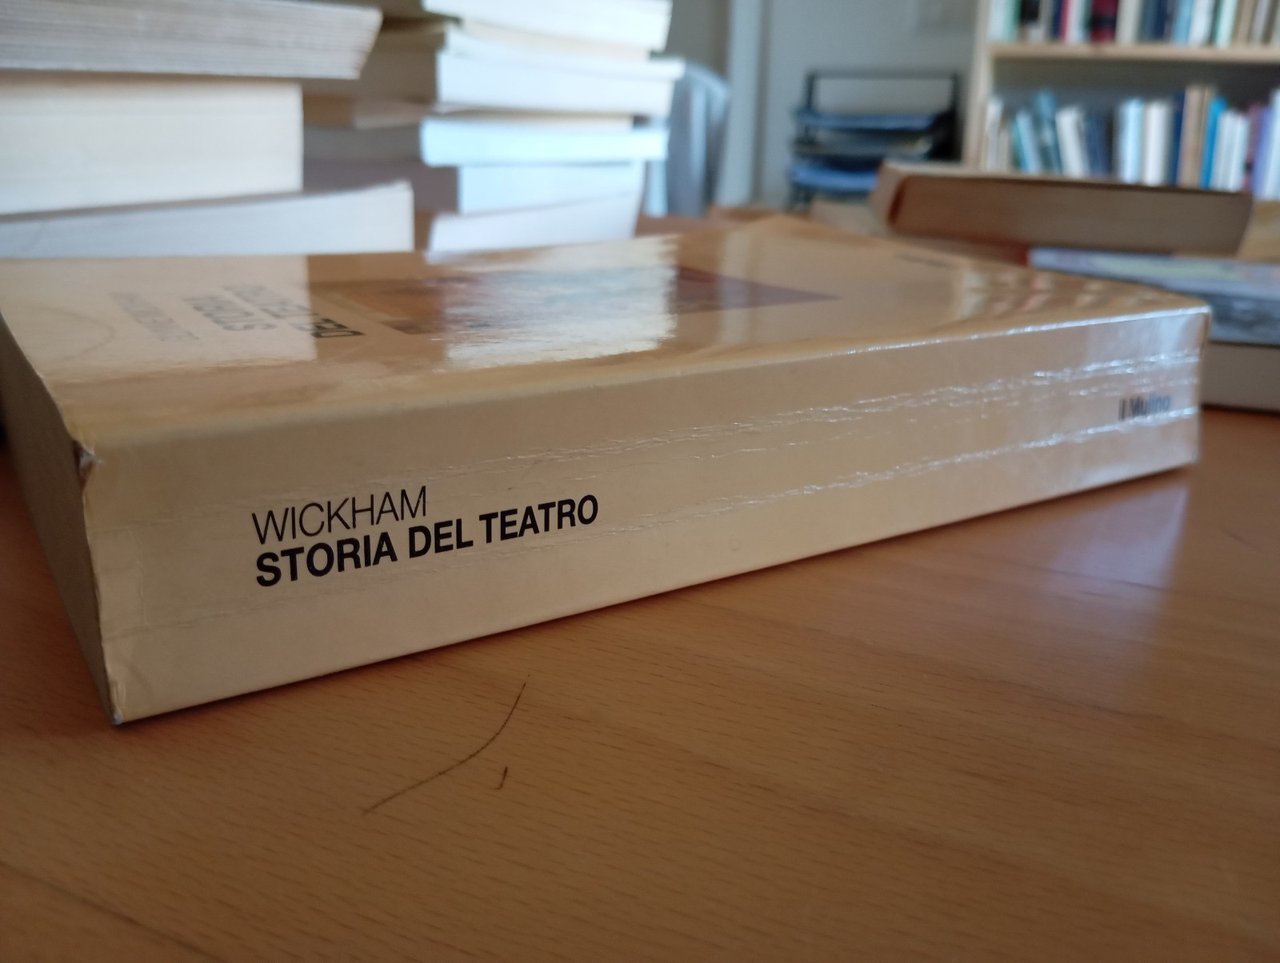 WICKHAM
STORIA DEL TEATRO
Il Mulino